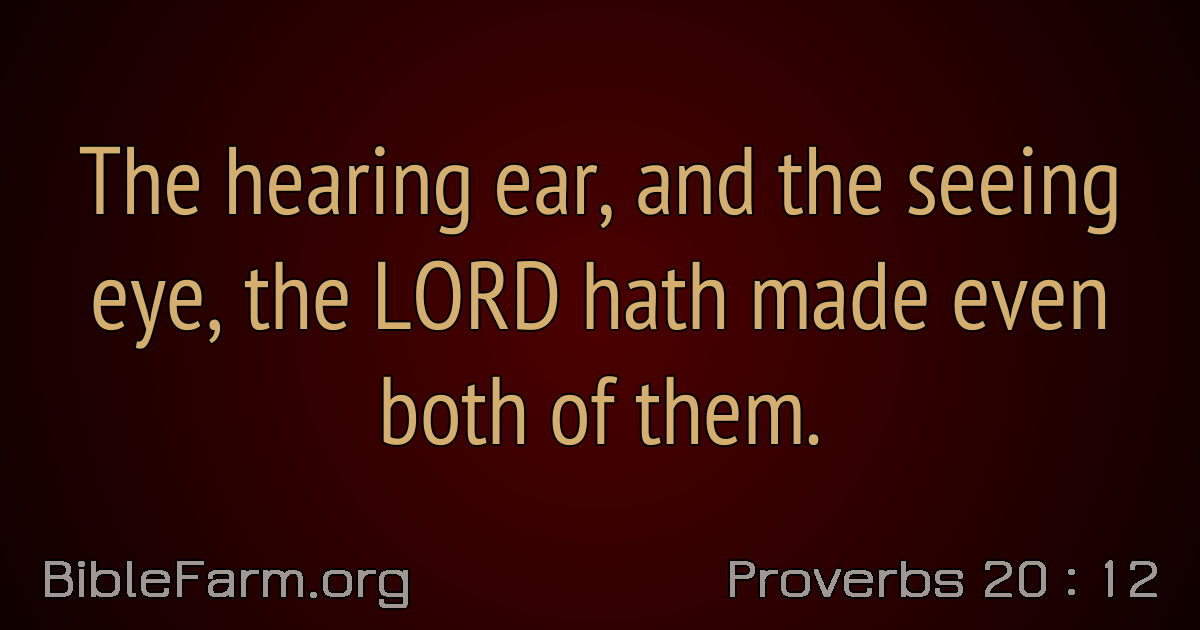 The hearing ear, and the seeing
eye, the LORD hath made even
both of them.
BibleFarm.org
Proverbs 20 : 12